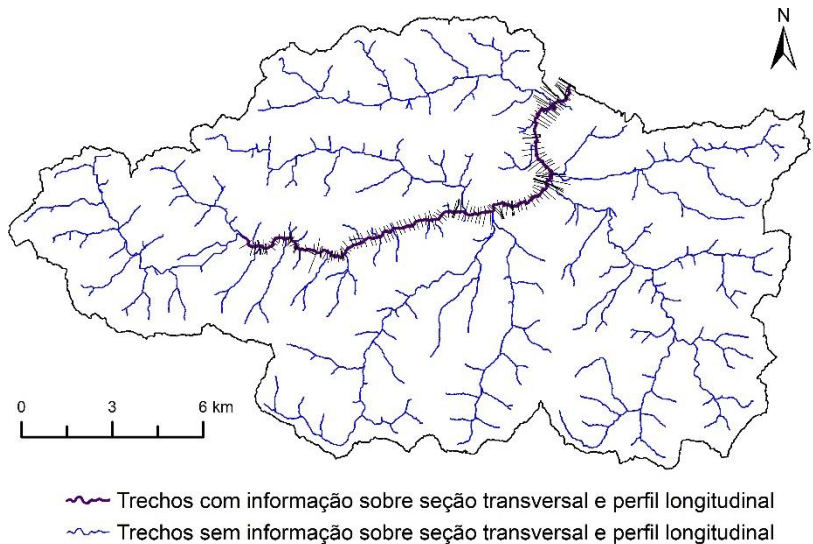 N
0 3 6 km
Trechos com informação sobre seção transversal e perfil longitudinal
Trechos sem informação sobre seção transversal e perfil longitudinal